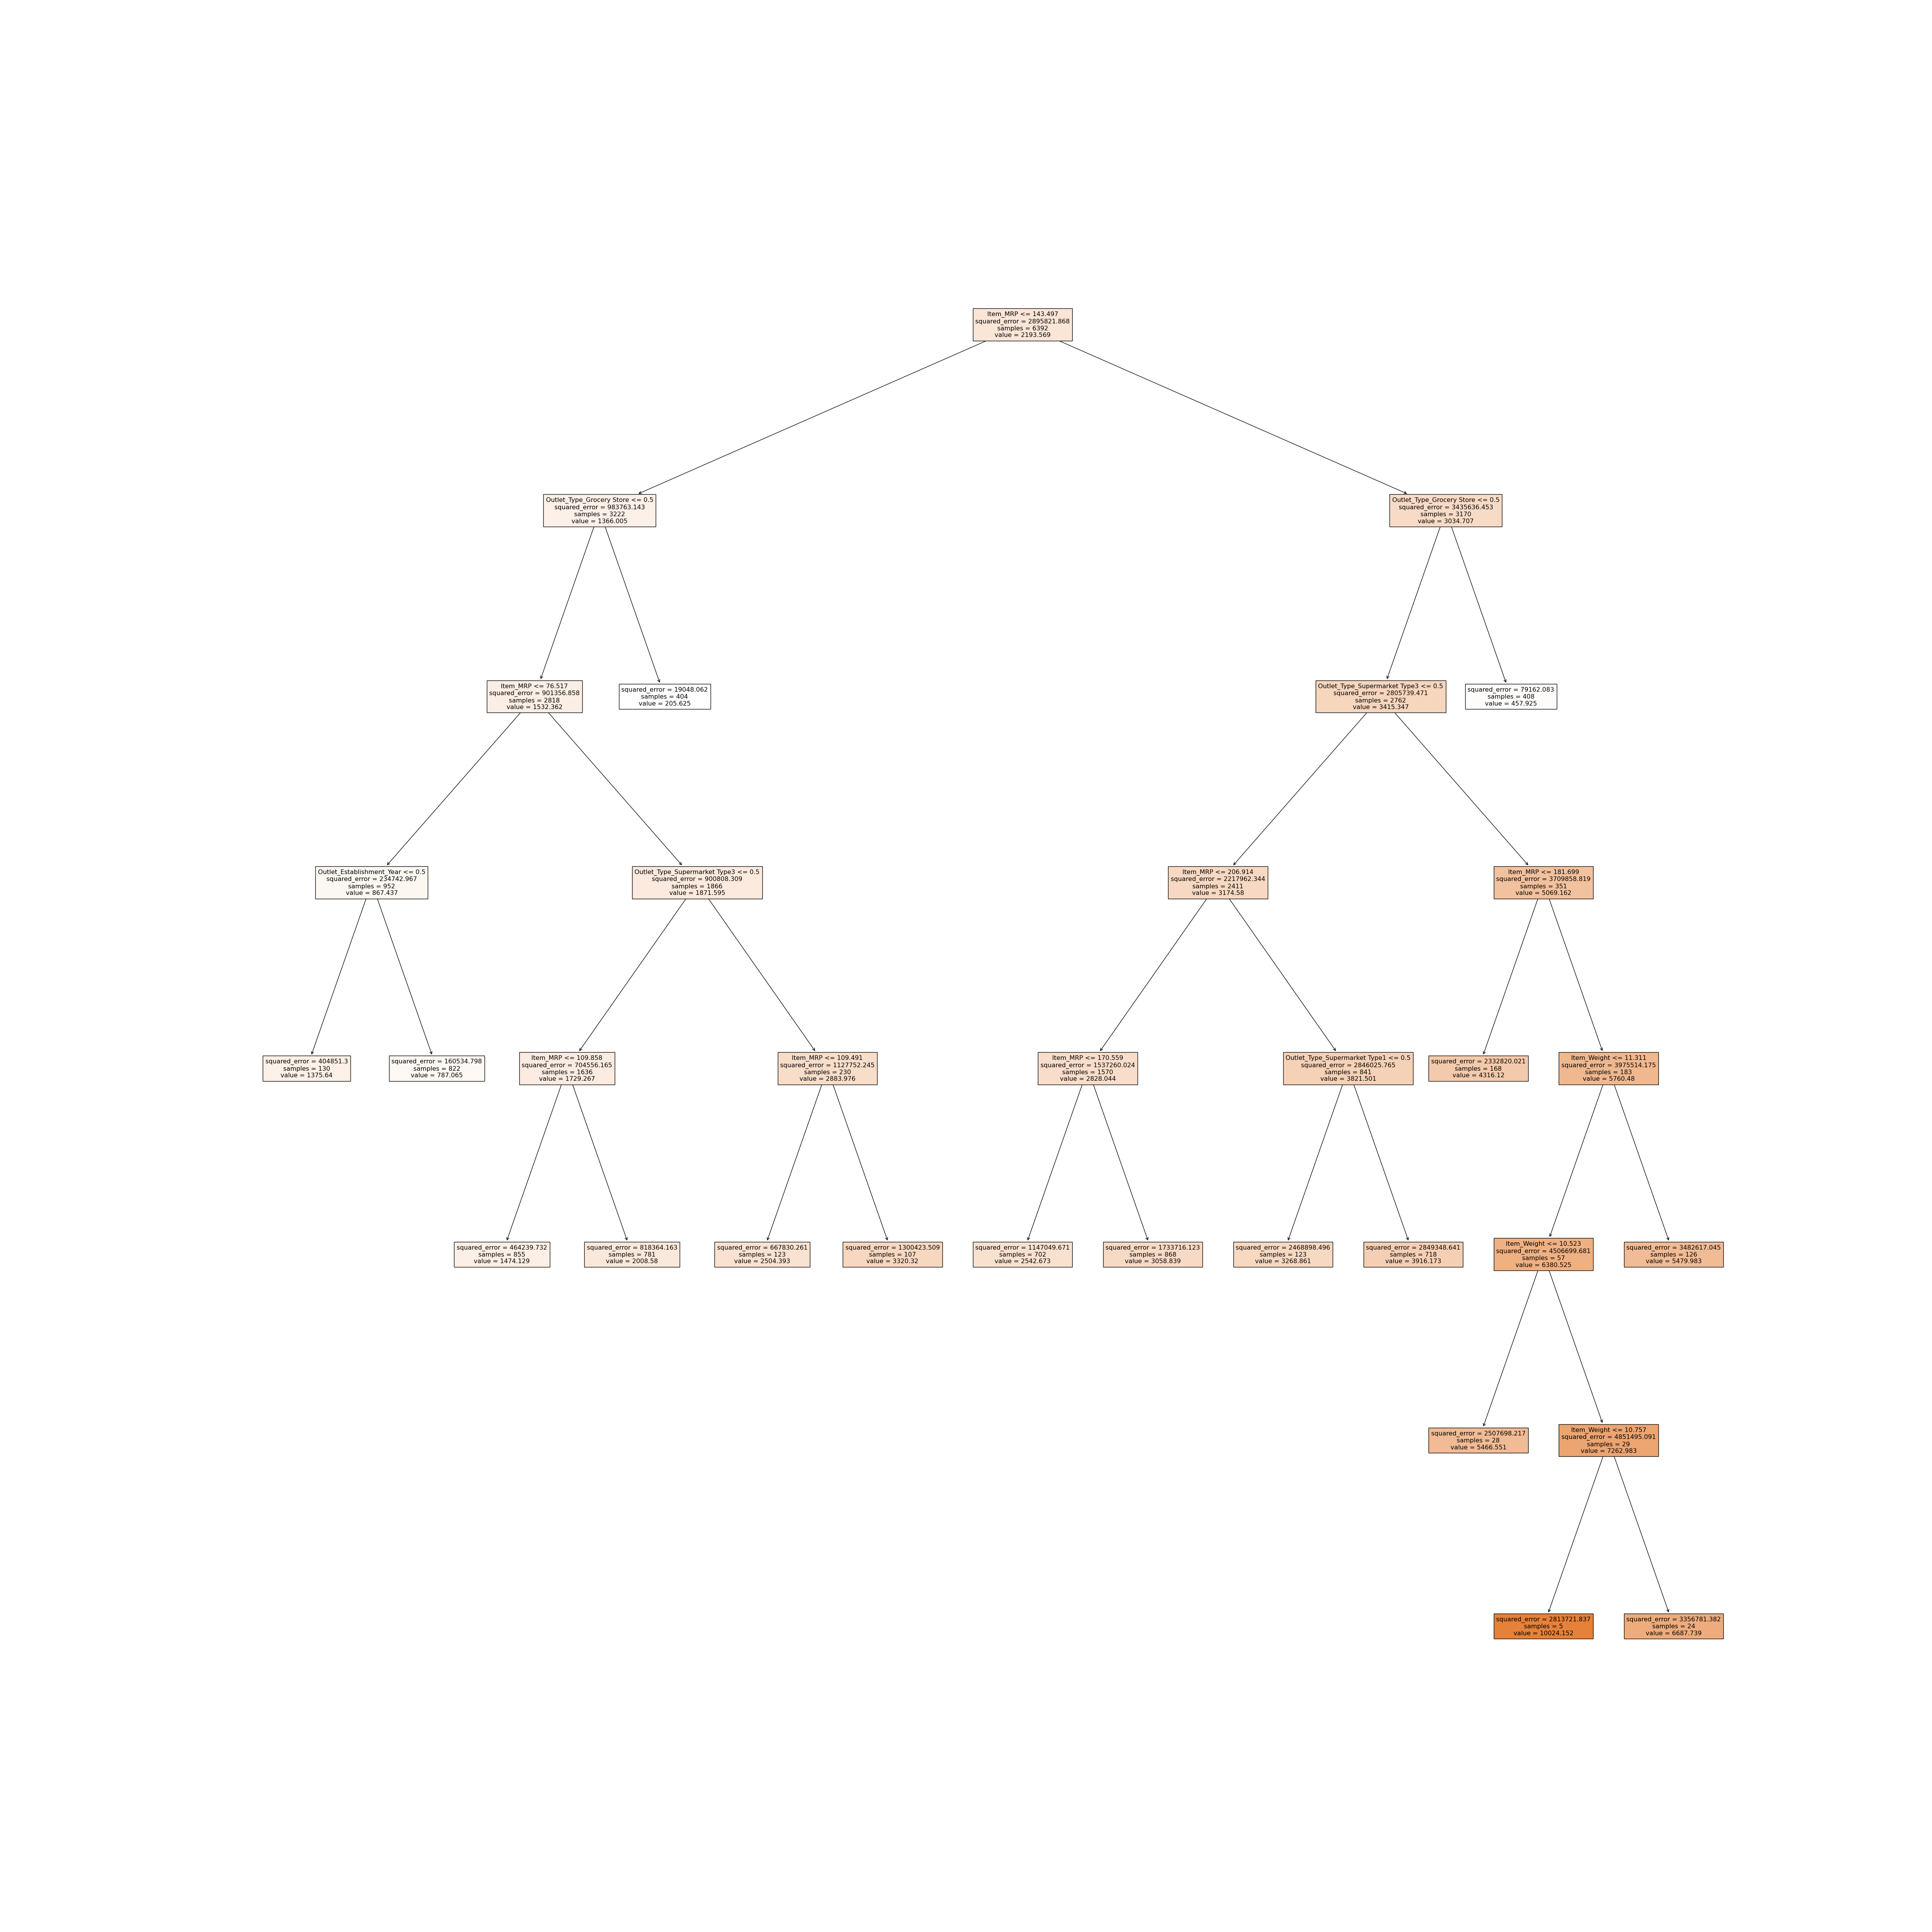 Item_MRP <= 143.497
squared_error = 2895821.868
samples = 6392
value = 2193.569
Outlet_Type_Grocery Store <= 0.5
squared_error = 983763.143
samples = 3222
value = 1366.005
Outlet_Type_Grocery Store <= 0.5
squared_error = 3435636.453
samples = 3170
value = 3034.707
Item_MRP <= 76.517
squared_error = 901356.858
samples = 2818
value = 1532.362
squared_error = 19048.062
samples = 404
value = 205.625
Outlet_Type_Supermarket Type3 <= 0.5
squared_error = 2805739.471
samples = 2762
value = 3415.347
squared_error = 79162.083
samples = 408
value = 457.925
Outlet_Establishment_Year <= 0.5
squared_error = 234742.967
samples = 952
value = 867.437
Outlet_Type_Supermarket Type3 <= 0.5
squared_error = 900808.309
samples = 1866
value = 1871.595
Item_MRP <= 206.914
squared_error = 2217962.344
samples = 2411
value = 3174.58
Item_MRP <= 181.699
squared_error = 3709858.819
samples = 351
value = 5069.162
squared_error = 404851.3
samples = 130
value = 1375.64
squared_error = 160534.798
samples = 822
value = 787.065
Item_MRP <= 109.858
squared_error = 704556.165
samples = 1636
value = 1729.267
Item_MRP <= 109.491
squared_error = 1127752.245
samples = 230
value = 2883.976
Item_MRP <= 170.559
squared_error = 1537260.024
samples = 1570
value = 2828.044
Outlet_Type_Supermarket Type1 <= 0.5
squared_error = 2846025.765
samples = 841
value = 3821.501
squared_error = 2332820.021
samples = 168
value = 4316.12
Item_Weight <= 11.311
squared_error = 3975514.175
samples = 183
value = 5760.48
squared_error = 464239.732
samples = 855
value = 1474.129
squared_error = 818364.163
samples = 781
value = 2008.58
squared_error = 667830.261
samples = 123
value = 2504.393
squared_error = 1300423.509
samples = 107
value = 3320.32
squared_error = 1147049.671
samples = 702
value = 2542.673
squared_error = 1733716.123
samples = 868
value = 3058.839
squared_error = 2468898.496
samples = 123
value = 3268.861
squared_error = 2849348.641
samples = 718
value = 3916.173
Item_Weight <= 10.523
squared_error = 4506699.681
samples = 57
value = 6380.525
squared_error = 3482617.045
samples = 126
value = 5479.983
squared_error = 2507698.217
samples = 28
value = 5466.551
Item_Weight <= 10.757
squared_error = 4851495.091
samples = 29
value = 7262.983
squared_error = 2813721.837
samples = 5
value = 10024.152
squared_error = 3356781.382
samples = 24
value = 6687.739